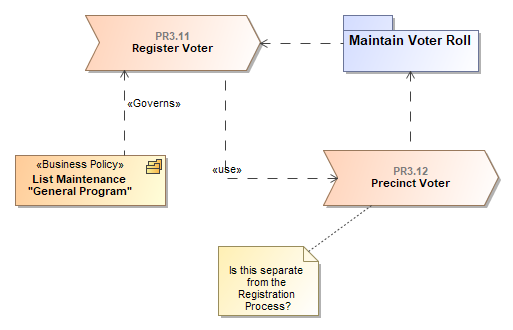 PR3.11
Register Voter
Maintain Voter Roll
«Governs»
«Business Policy»
List Maintenance
"General Program"
«use»
PR3.12
Precinct Voter
Is this separate
from the
Registration
Process?